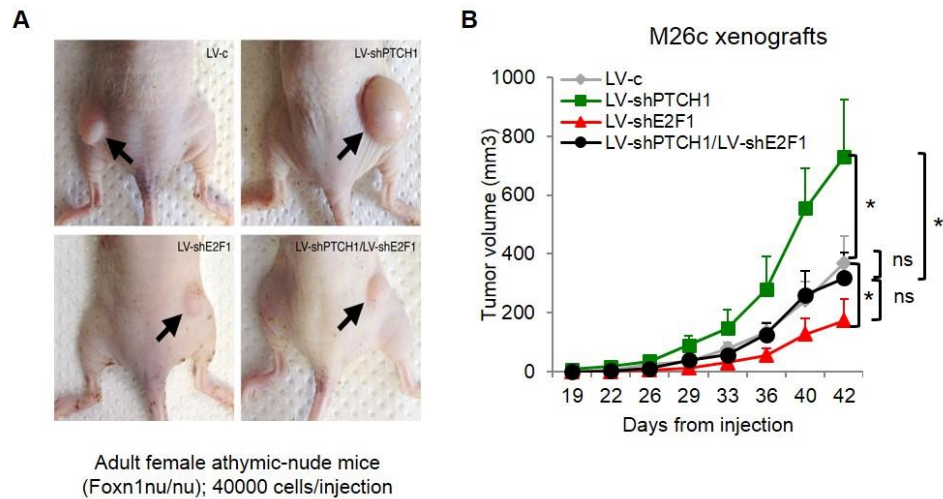 A
LV-c
LV-shPTCH1
LV-shE2F1
LV-shPTCH1/LV-shE2F1
Adult female athymic-nude mice
(Foxn1nu/nu); 40000 cells/injection
B
M26c xenografts
LV-c
LV-shPTCH1
LV-shE2F1
LV-shPTCH1/LV-shE2F1
Tumor volume (mm3)
1000
800
600
400
200
0
*
*
ns
*
ns
19 22 26 29 33 36 40 42
Days from injection